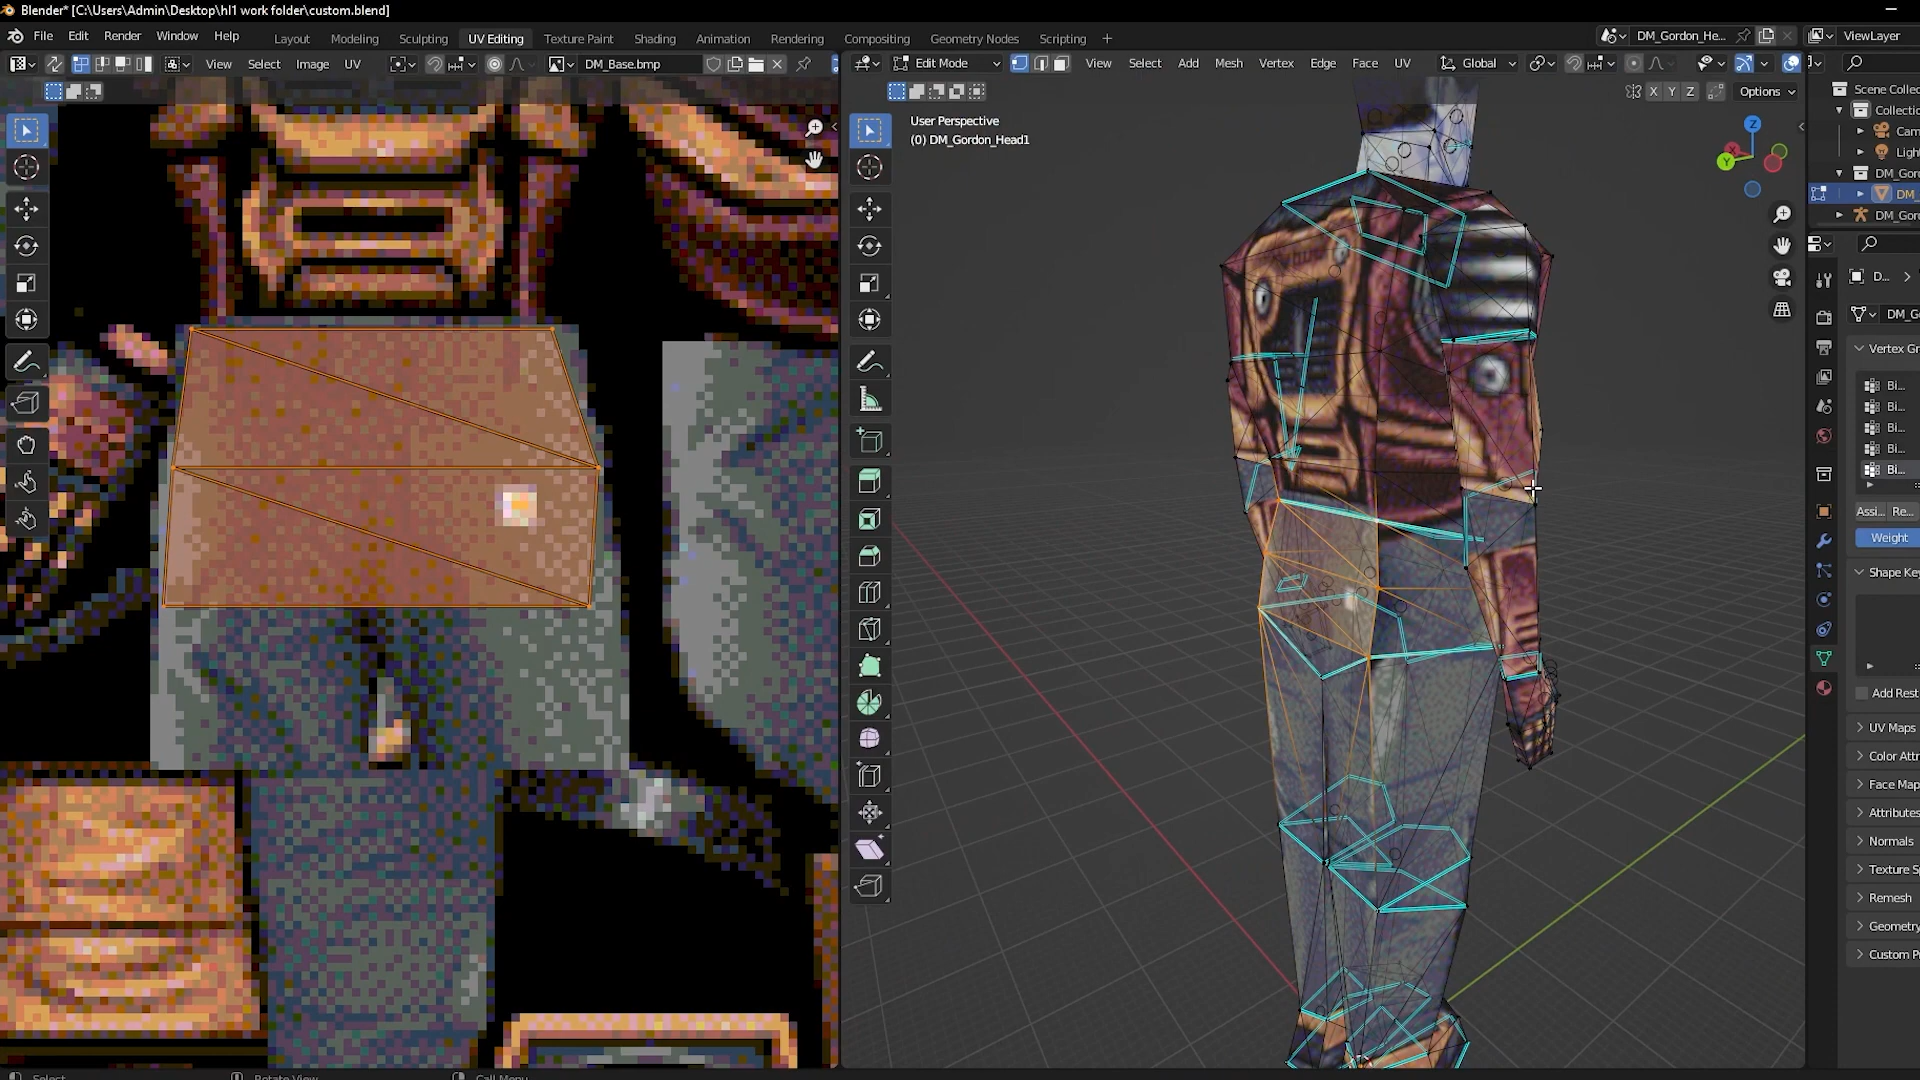 Blender* [C:\Users\Admin\Desktop\hl1 work folder\custom.blend]
File Edit Render Window Help Layout Modeling Sculpting UV Editing Texture Paint Shading Animation Rendering Compositing Geometry Nodes Scripting + DM_Gordon_He... ViewLayer
View Select Image UV DM_Base.bmp Edit Mode View Select Add Mesh Vertex Edge Face UV Global
X Y Z Options
Scene Collec
Collectio
Cam
Ligh
DM_Gor
DM_
DM_Gor
User Perspective
(0) DM_Gordon_Head1
Z
Y
D...
DM_G
Vertex Gr
Bi...
Bi...
Bi...
Bi...
Bi...
Assi... Re...
Weight
Shape Key
Add Rest
UV Maps
Color Attr
Face Map
Attributes
Normals
Texture Sp
Remesh
Geometry
Custom Pr
Select Rotate View Call Menu